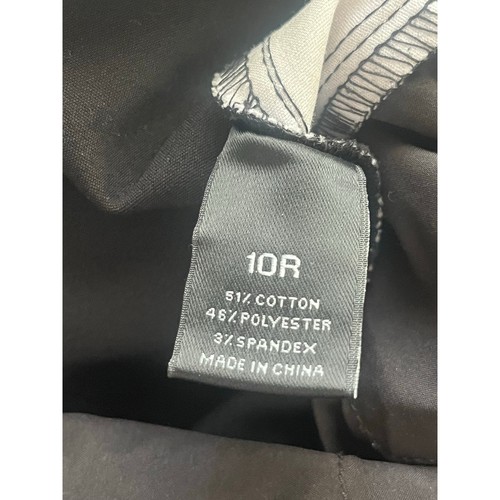 10R
51% COTTON
46% POLYESTER
3% SPANDEX
MADE IN CHINA